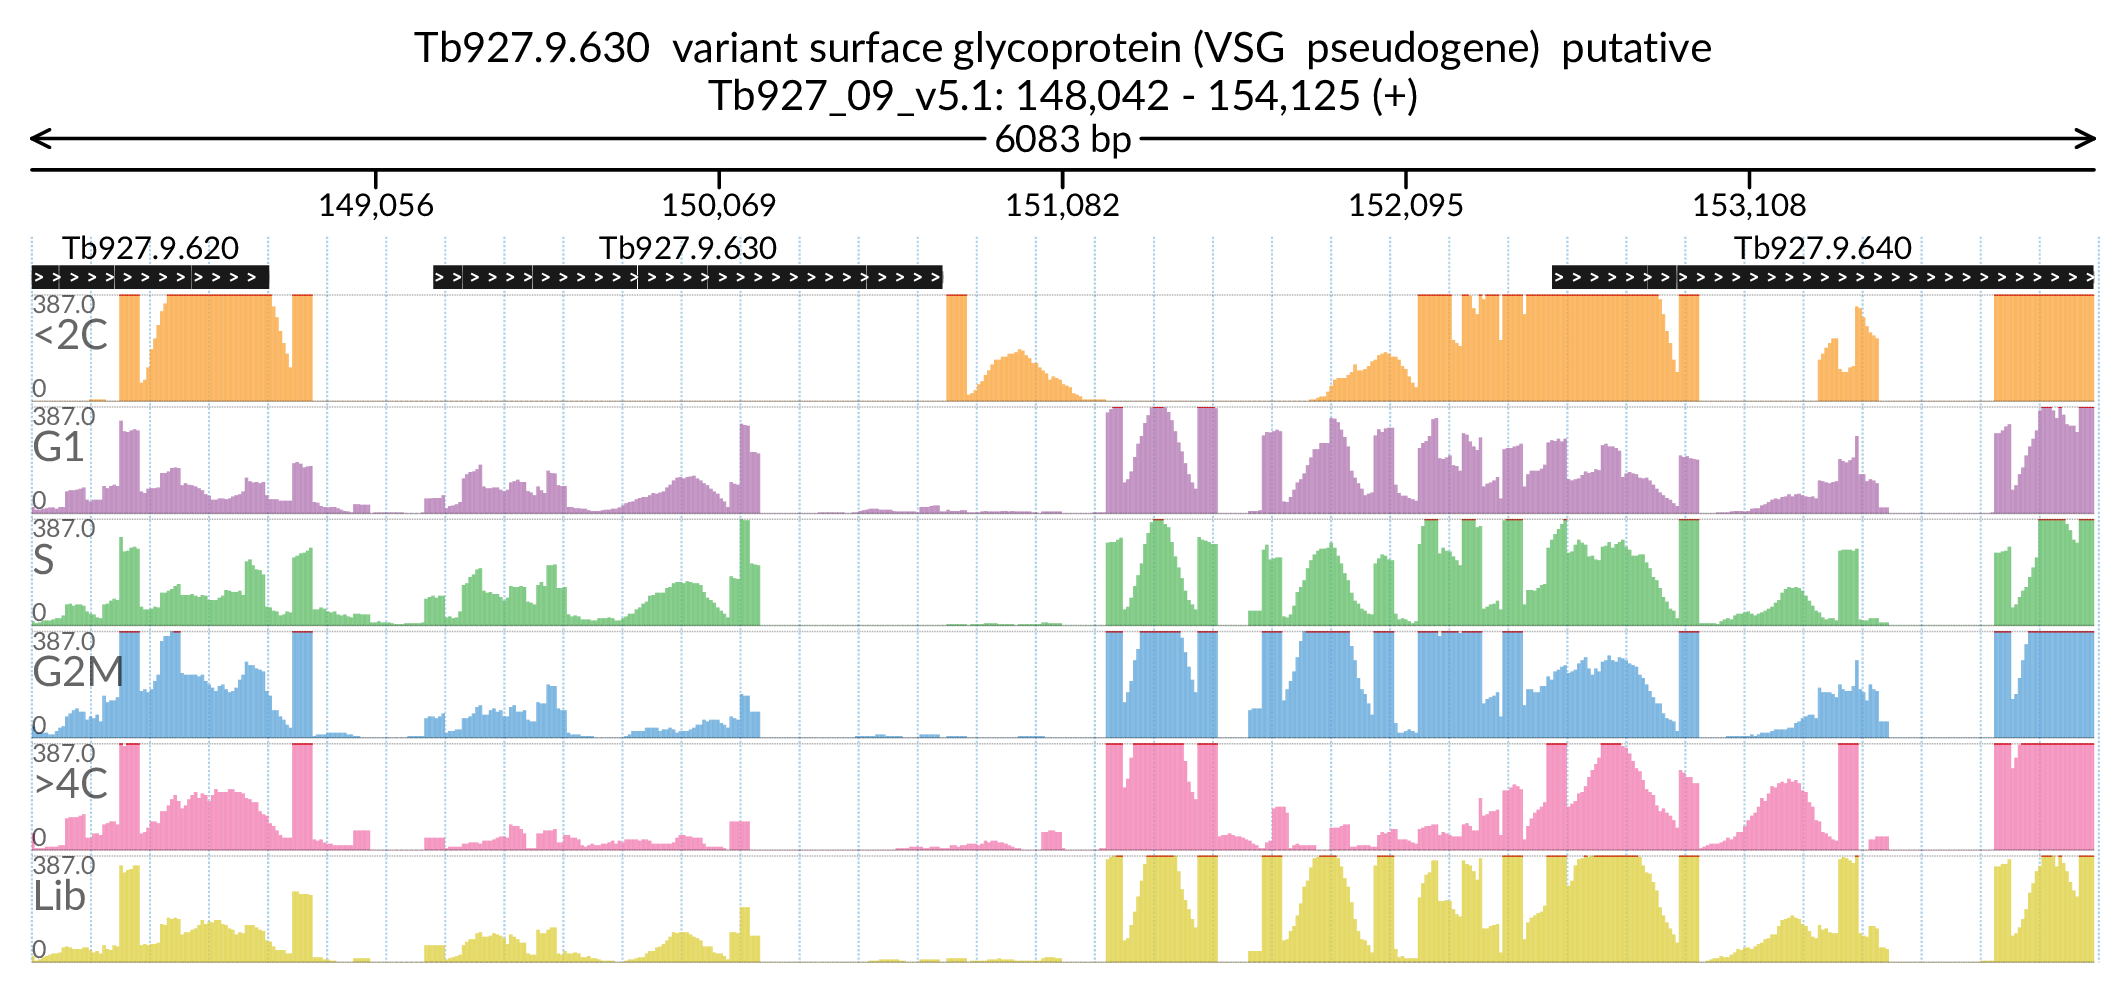 Tb927.9.630 variant surface glycoprotein (VSG pseudogene) putative
Tb927_09_v5.1: 148,042 - 154,125 (+)
6083 bp
149,056 150,069 151,082 152,095 153,108
Tb927.9.620 Tb927.9.630 Tb927.9.640
387.0
<2C
0
387.0
G1
0
387.0
S
0
387.0
G2M
0
387.0
>4C
0
387.0
Lib
0